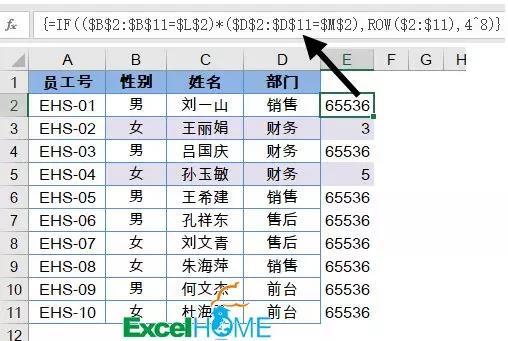 fx {=IF(($B$2:$B$11=$L$2)*($D$2:$D$11=$M$2),ROW($2:$11),4^8)}
A B C D E F G H
1 员工号 性别 姓名 部门
2 EHS-01 男 刘一山 销售 65536
3 EHS-02 女 王丽娟 财务 3
4 EHS-03 男 吕国庆 财务 65536
5 EHS-04 女 孙玉敏 财务 5
6 EHS-05 男 王希建 销售 65536
7 EHS-06 男 孔祥东 售后 65536
8 EHS-07 女 刘文青 售后 65536
9 EHS-08 女 朱海萍 销售 65536
10 EHS-09 男 何文杰 前台 65536
11 EHS-10 女 杜海 前台 65536
Excel HOME